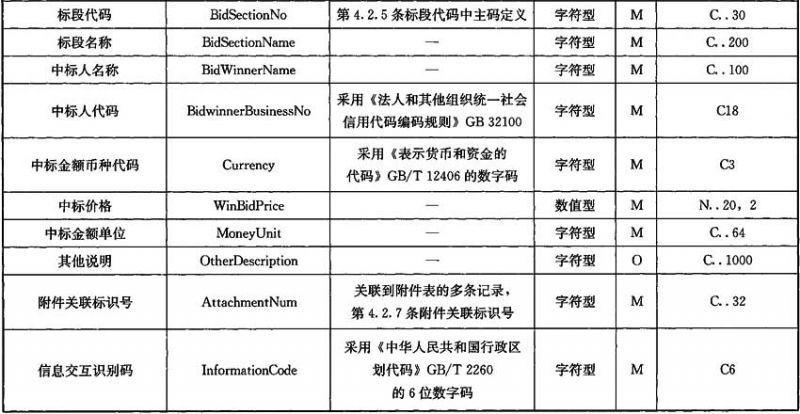 标段代码 BidSectionNo 第4.2.5条标段代码中主码定义 字符型 M C..30
标段名称 BidSectionName — 字符型 M C..200
中标人名称 BidWinnerName — 字符型 M C..100
中标人代码 BidwinnerBusinessNo 采用《法人和其他组织统一社会
信用代码编码规则》GB 32100 字符型 M C18
中标金额币种代码 Currency 采用《表示货币和资金的
代码》GB/T 12406的数字码 字符型 M C3
中标价格 WinBidPrice — 数值型 M N..20，2
中标金额单位 MoneyUnit — 字符型 M C..64
其他说明 OtherDescription — 字符型 O C..1000
附件关联标识号 AttachmentNum 关联到附件表的多条记录，
第4.2.7条附件关联标识号 字符型 M C..32
信息交互识别码 InformationCode 采用《中华人民共和国行政区
划代码》GB/T 2260
的6位数字码 字符型 M C6